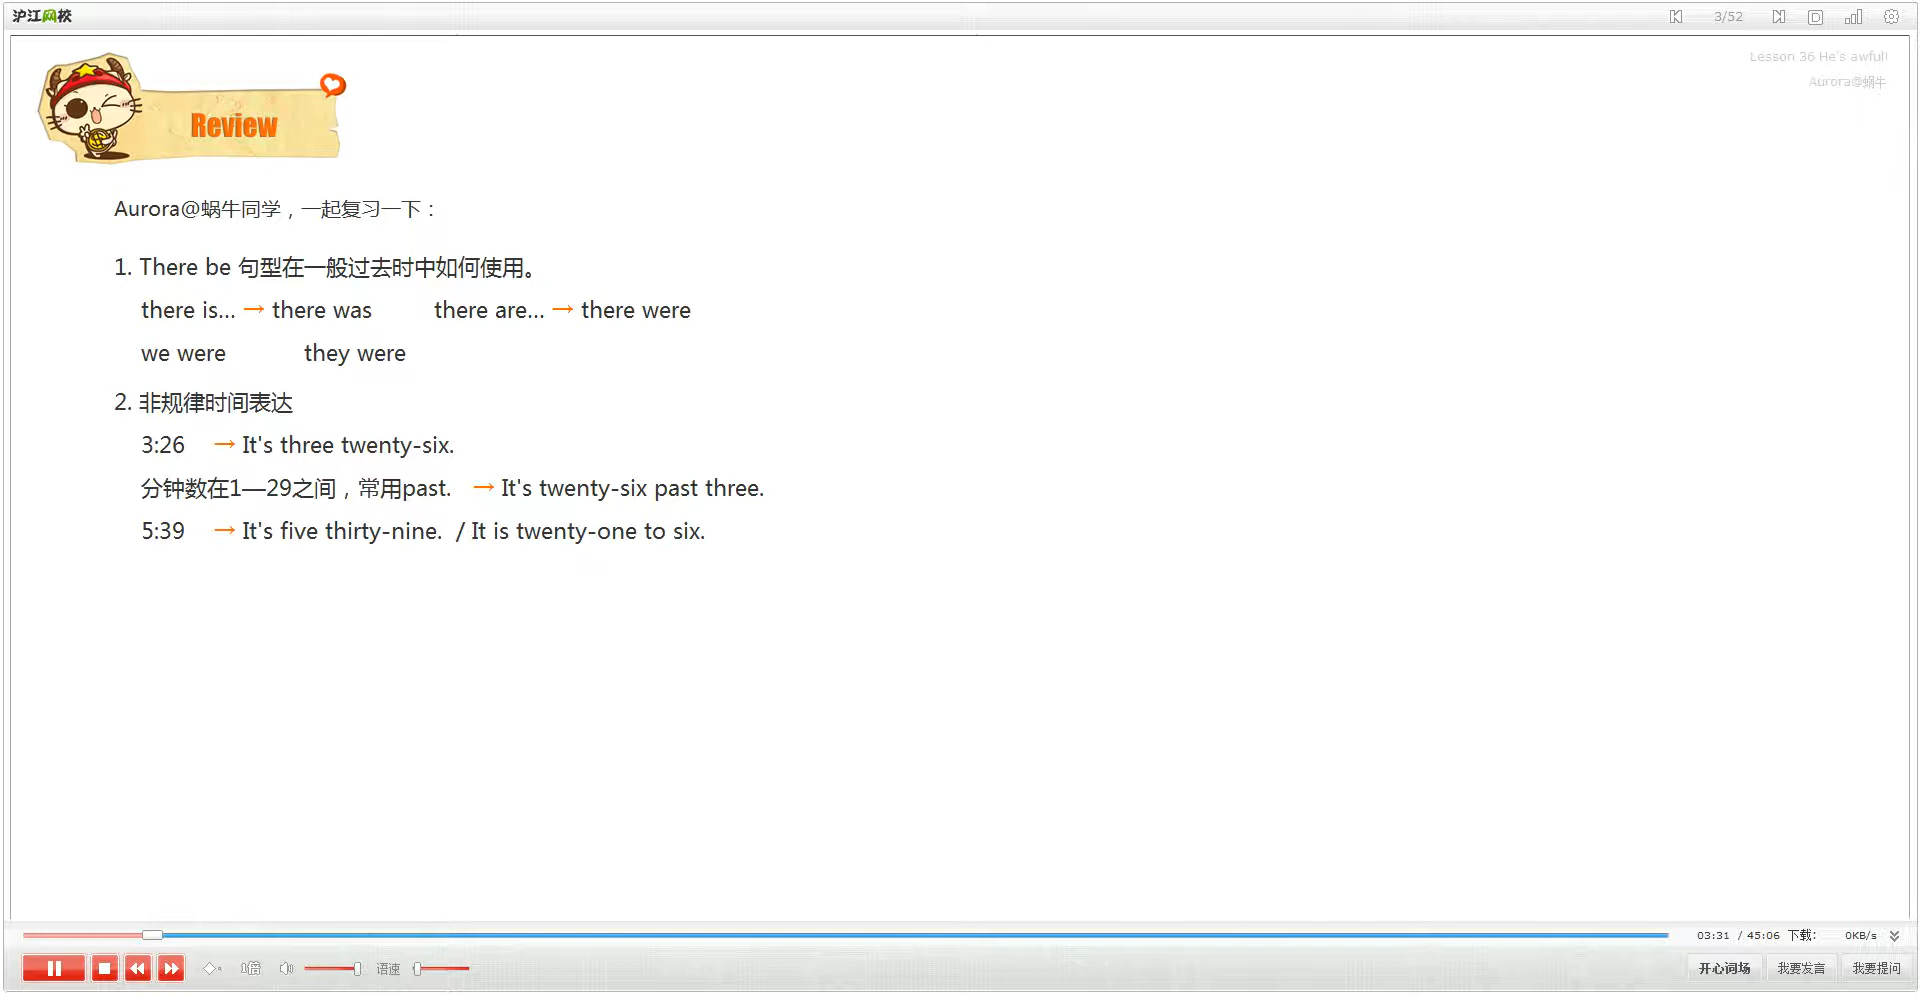 沪江网校
3/52
Lesson 36 He's awful!
Aurora@蜗牛
Review
Aurora@蜗牛同学，一起复习一下：
1. There be 句型在一般过去时中如何使用。
there is... → there was there are... → there were
we were they were
2. 非规律时间表达
3:26 → It's three twenty-six.
分钟数在1—29之间，常用past. → It's twenty-six past three.
5:39 → It's five thirty-nine. / It is twenty-one to six.
03:31 / 45:06 下载: 0KB/s
1倍 语速 开心词场 我要发言 我要提问